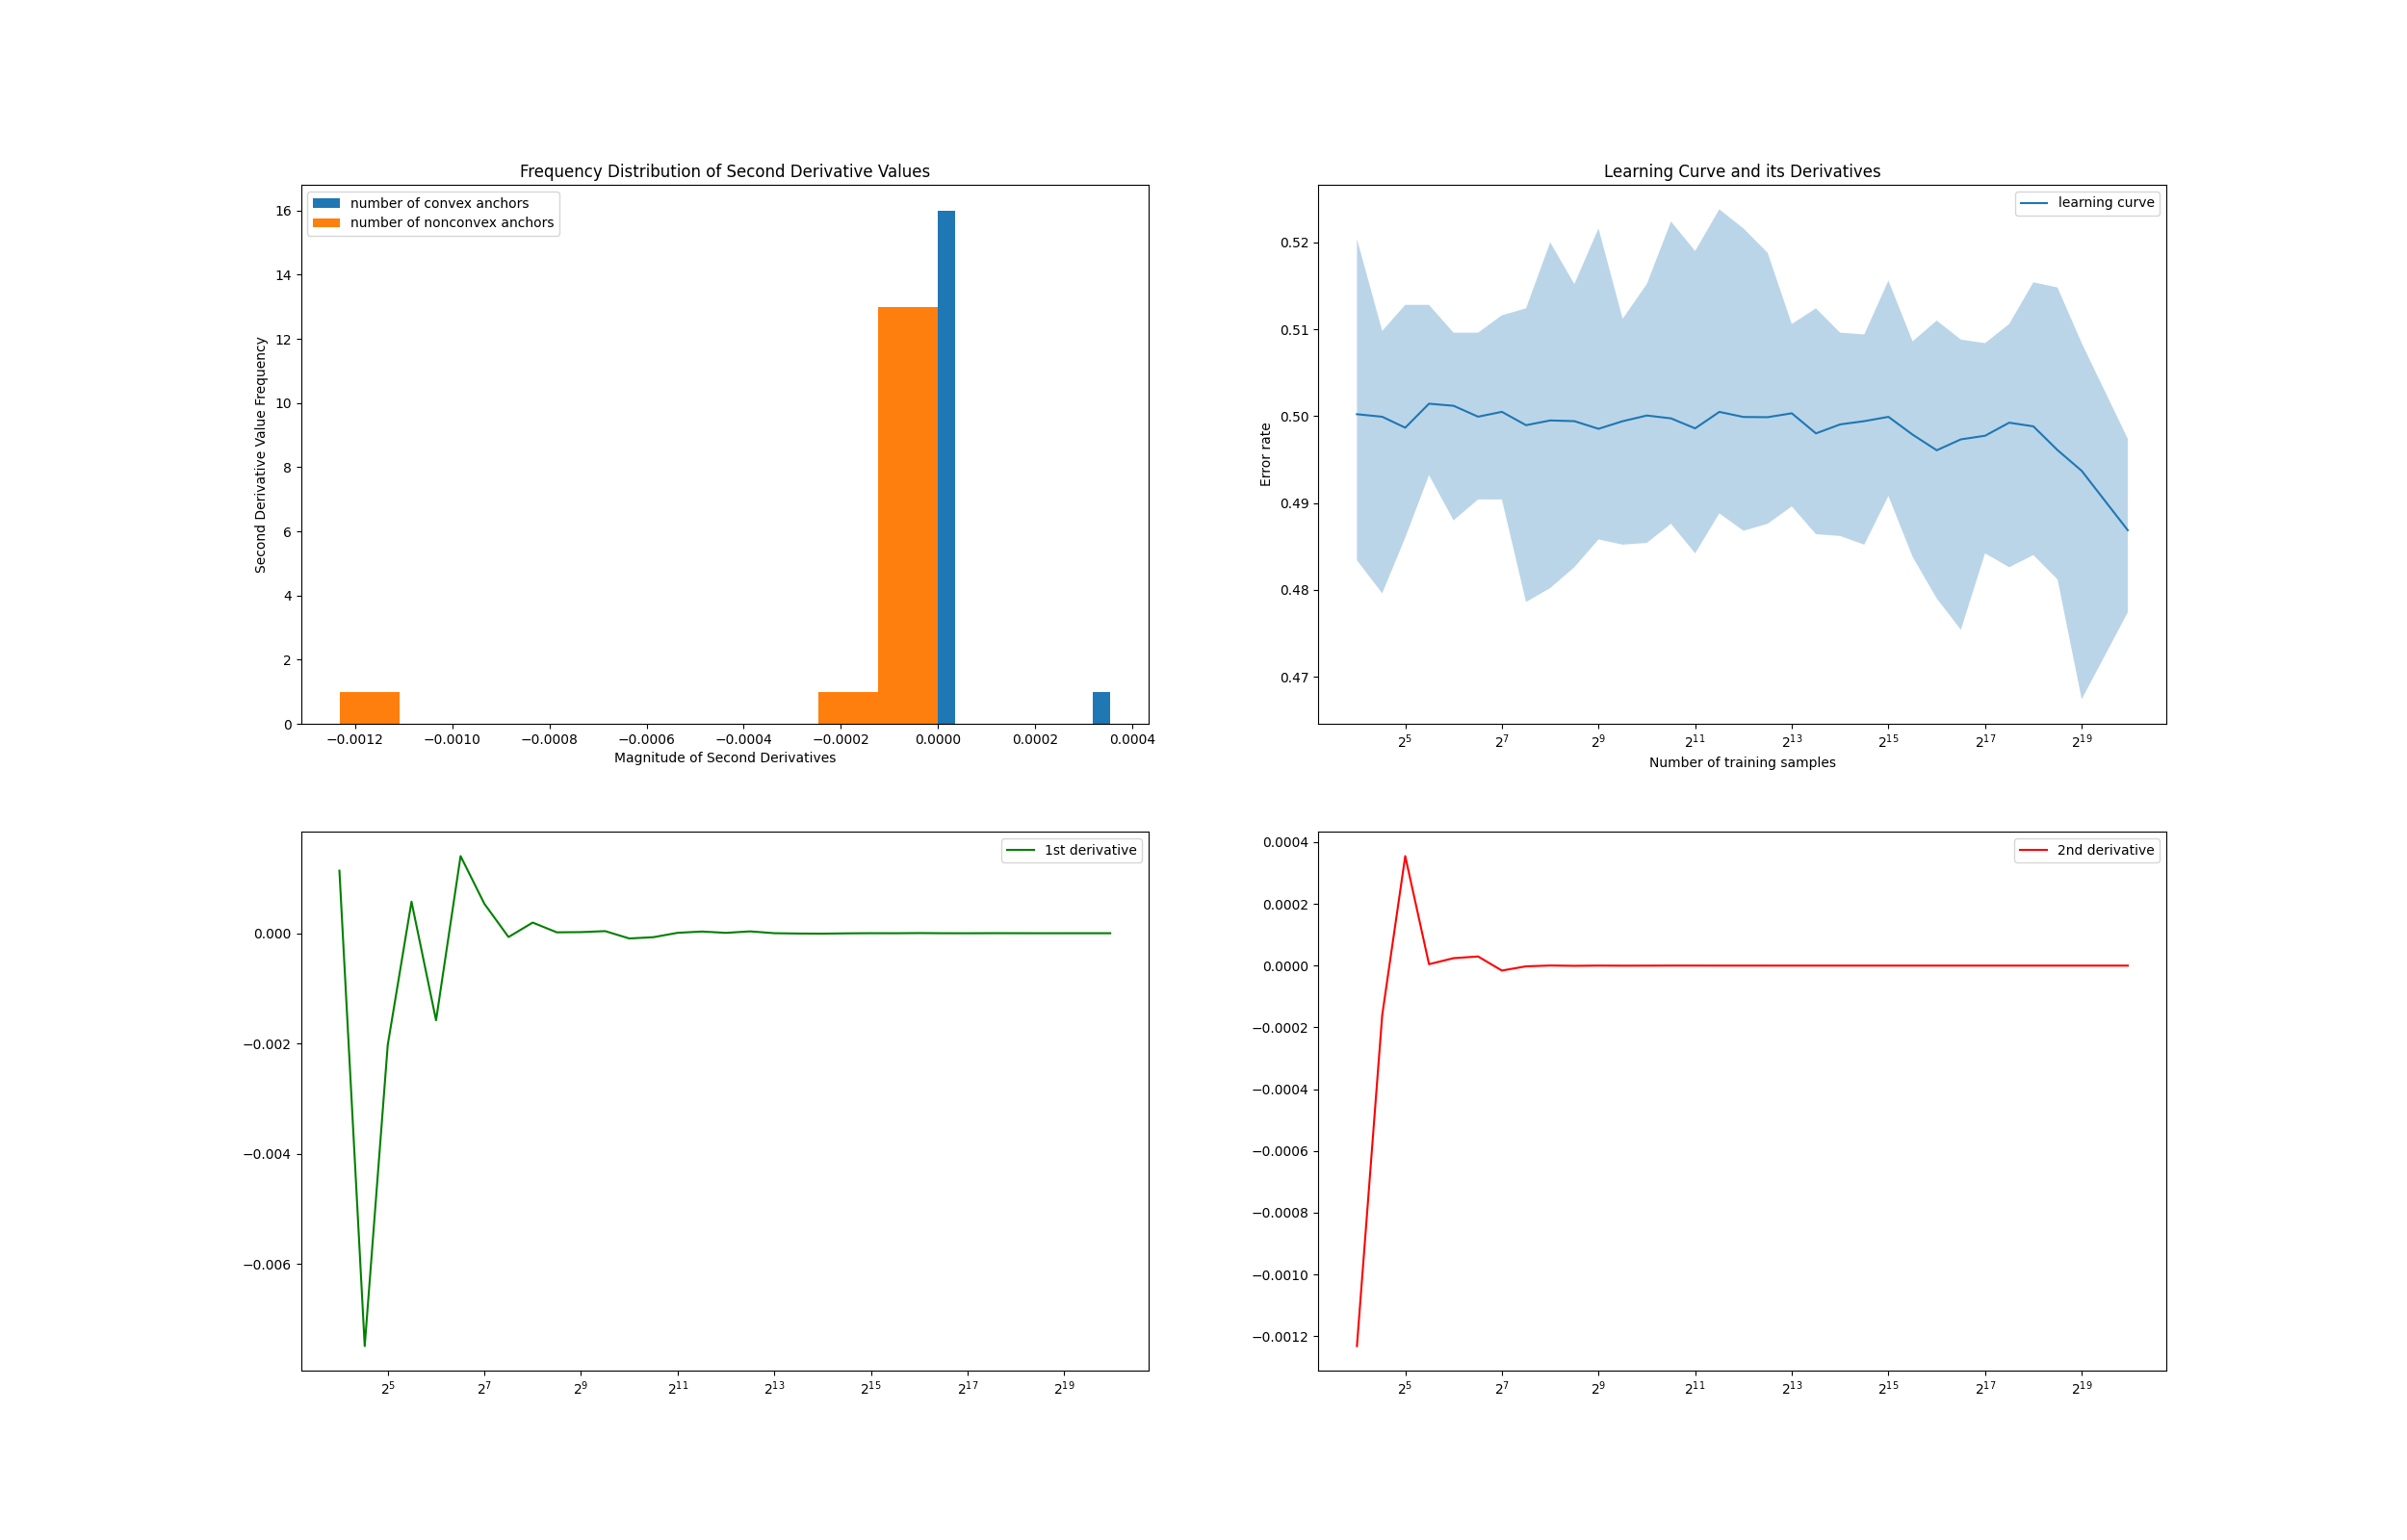 Frequency Distribution of Second Derivative Values
number of convex anchors
number of nonconvex anchors
Second Derivative Value Frequency
16
14
12
10
8
6
4
2
0
−0.0012 −0.0010 −0.0008 −0.0006 −0.0004 −0.0002 0.0000 0.0002 0.0004
Magnitude of Second Derivatives
Learning Curve and its Derivatives
learning curve
Error rate
0.52
0.51
0.50
0.49
0.48
0.47
2^5 2^7 2^9 2^11 2^13 2^15 2^17 2^19
Number of training samples
1st derivative
0.000
−0.002
−0.004
−0.006
2^5 2^7 2^9 2^11 2^13 2^15 2^17 2^19
2nd derivative
0.0004
0.0002
0.0000
−0.0002
−0.0004
−0.0006
−0.0008
−0.0010
−0.0012
2^5 2^7 2^9 2^11 2^13 2^15 2^17 2^19